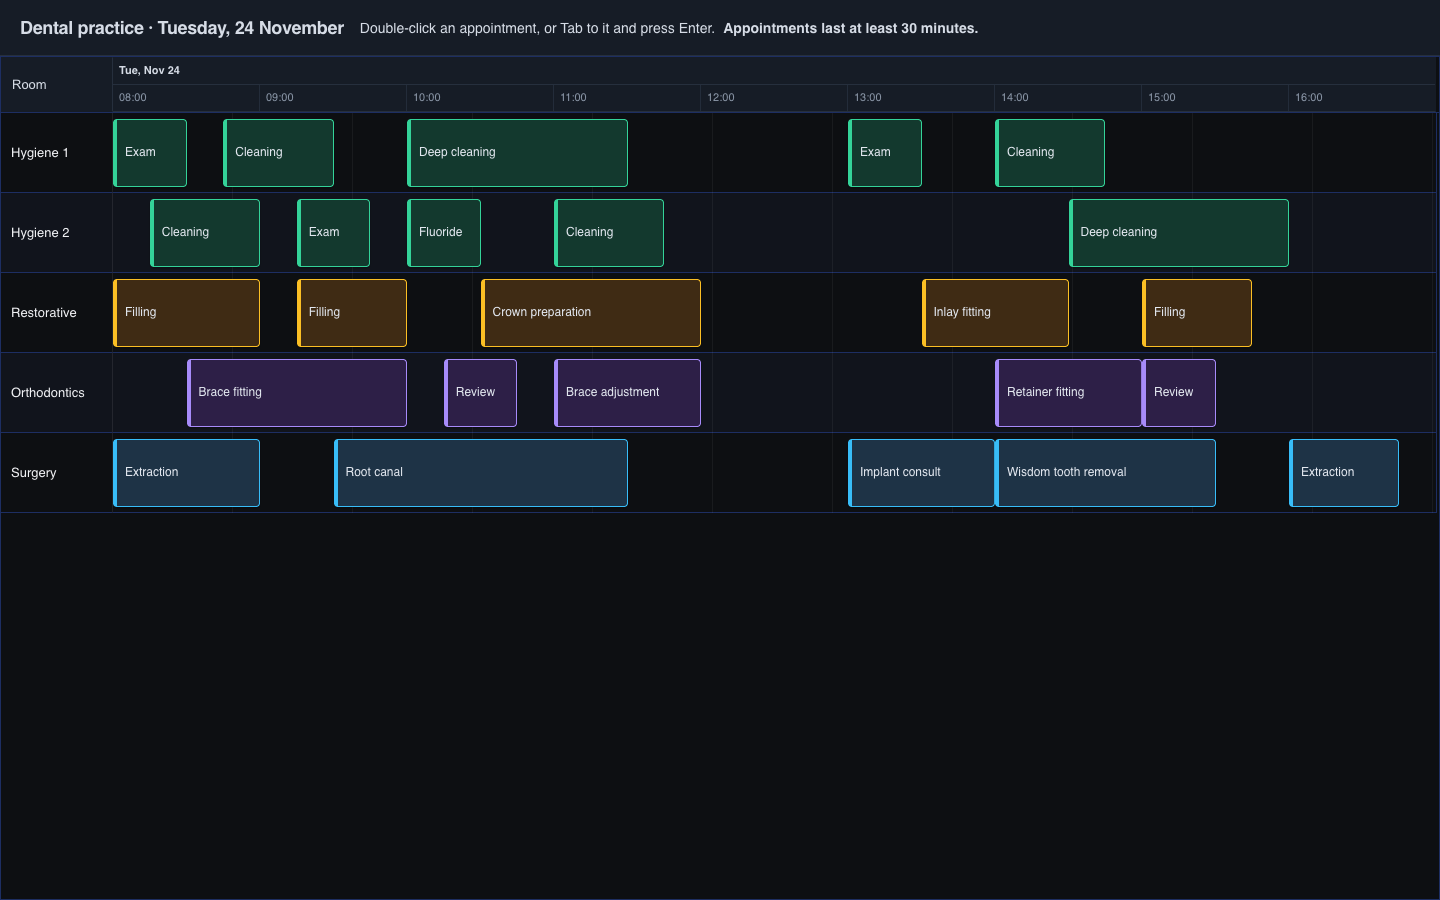 Dental practice · Tuesday, 24 November Double-click an appointment, or Tab to it and press Enter. Appointments last at least 30 minutes.
Room
Tue, Nov 24
08:00 09:00 10:00 11:00 12:00 13:00 14:00 15:00 16:00
Hygiene 1 Exam Cleaning Deep cleaning Exam Cleaning
Hygiene 2 Cleaning Exam Fluoride Cleaning Deep cleaning
Restorative Filling Filling Crown preparation Inlay fitting Filling
Orthodontics Brace fitting Review Brace adjustment Retainer fitting Review
Surgery Extraction Root canal Implant consult Wisdom tooth removal Extraction